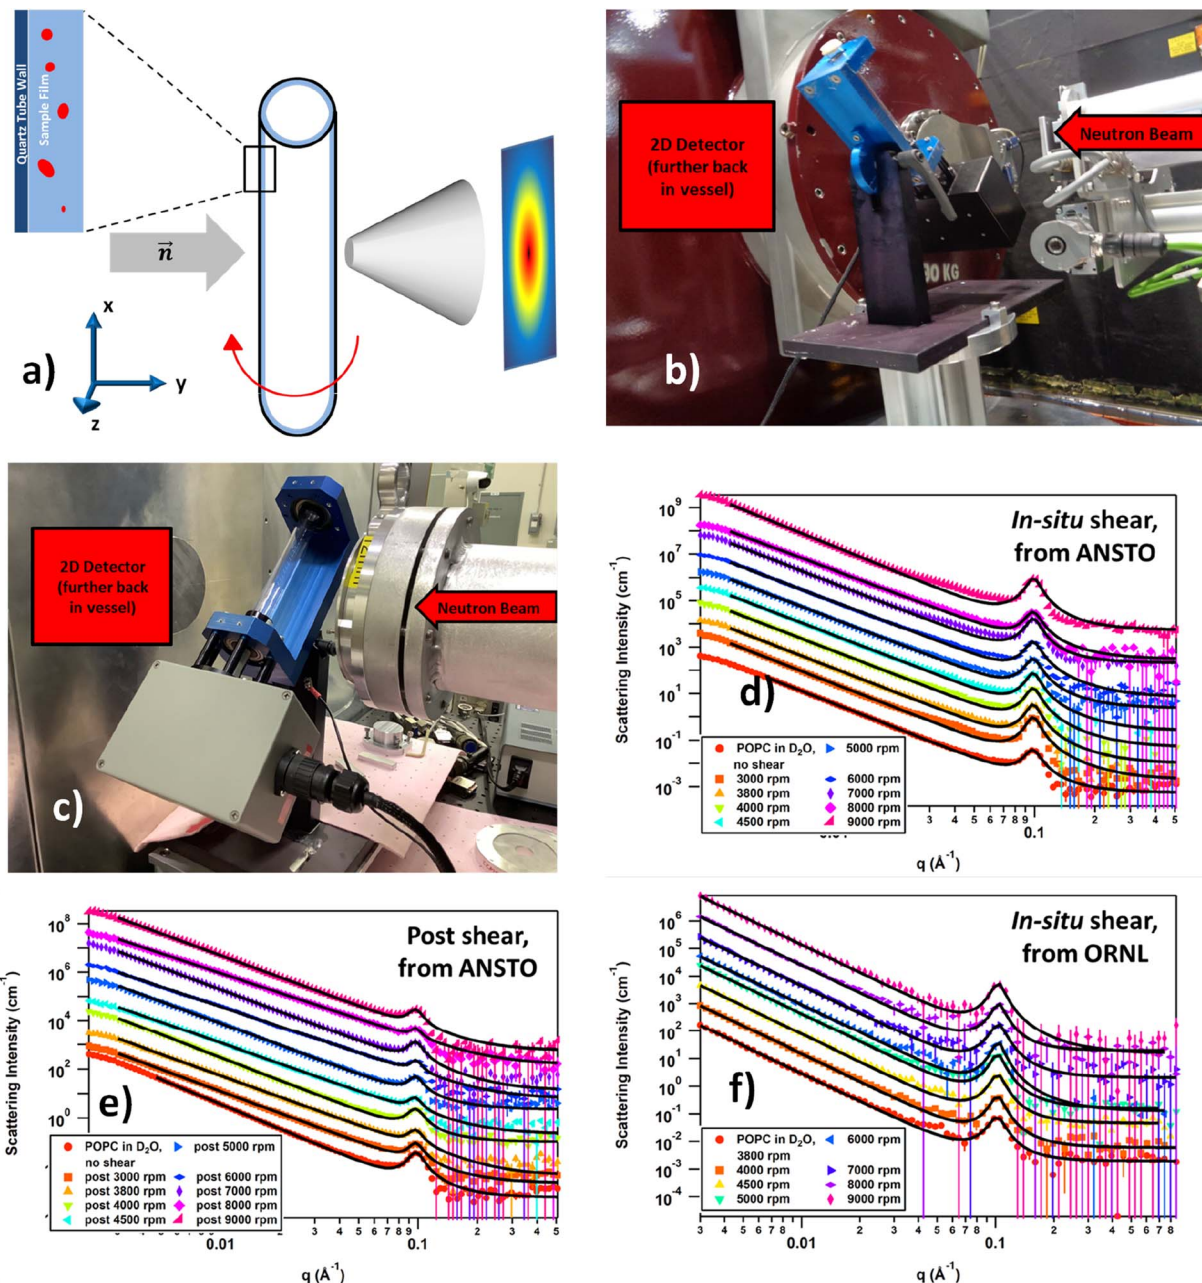 Quartz Tube Wall
Sample Film
n
x
y
z
a)
2D Detector
(further back
in vessel)
Neutron Beam
90 KG
b)
2D Detector
(further back
in vessel)
Neutron Beam
c)
In-situ shear,
from ANSTO
d)
Scattering Intensity (cm⁻¹)
10⁹
10⁷
10⁵
10³
10¹
10⁻¹
10⁻³
POPC in D₂O,
no shear
3000 rpm
3800 rpm
4000 rpm
4500 rpm
5000 rpm
6000 rpm
7000 rpm
8000 rpm
9000 rpm
3 4 5 6 7 8 9 0.1 2 3 4 5
q (Å⁻¹)
Post shear,
from ANSTO
e)
Scattering Intensity (cm⁻¹)
10⁸
10⁶
10⁴
10²
10⁰
POPC in D₂O,
no shear
post 3000 rpm
post 3800 rpm
post 4000 rpm
post 4500 rpm
post 5000 rpm
post 6000 rpm
post 7000 rpm
post 8000 rpm
post 9000 rpm
0.01 3 4 5 6 7 8 9 0.1 2 3 4 5
q (Å⁻¹)
In-situ shear,
from ORNL
f)
Scattering Intensity (cm⁻¹)
10⁶
10⁵
10⁴
10³
10²
10¹
10⁰
10⁻¹
10⁻²
10⁻³
10⁻⁴
POPC in D₂O,
3800 rpm
4000 rpm
4500 rpm
5000 rpm
6000 rpm
7000 rpm
8000 rpm
9000 rpm
3 4 5 6 7 8 0.01 2 3 4 5 6 7 8 0.1 2 3 4 5 6 7 8
q (Å⁻¹)